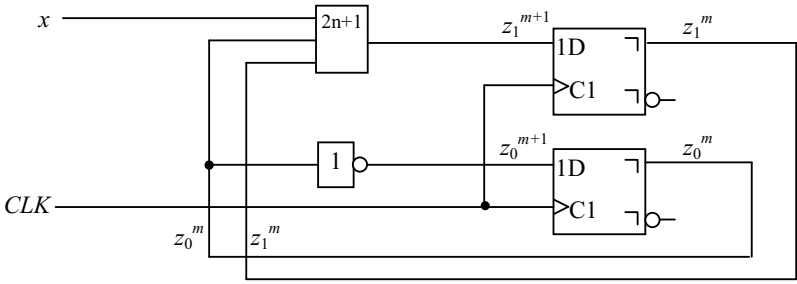 x
2n+1
z₁ᵐ⁺¹
1D
C1
z₁ᵐ
1
z₀ᵐ⁺¹
1D
C1
z₀ᵐ
CLK
z₀ᵐ
z₁ᵐ